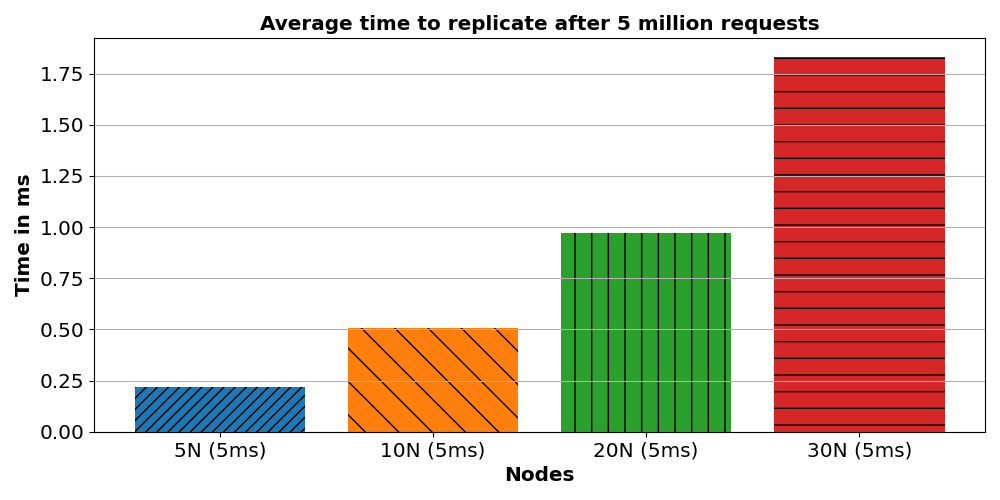 Average time to replicate after 5 million requests
Time in ms
1.75
1.50
1.25
1.00
0.75
0.50
0.25
0.00
5N (5ms)
10N (5ms)
20N (5ms)
30N (5ms)
Nodes